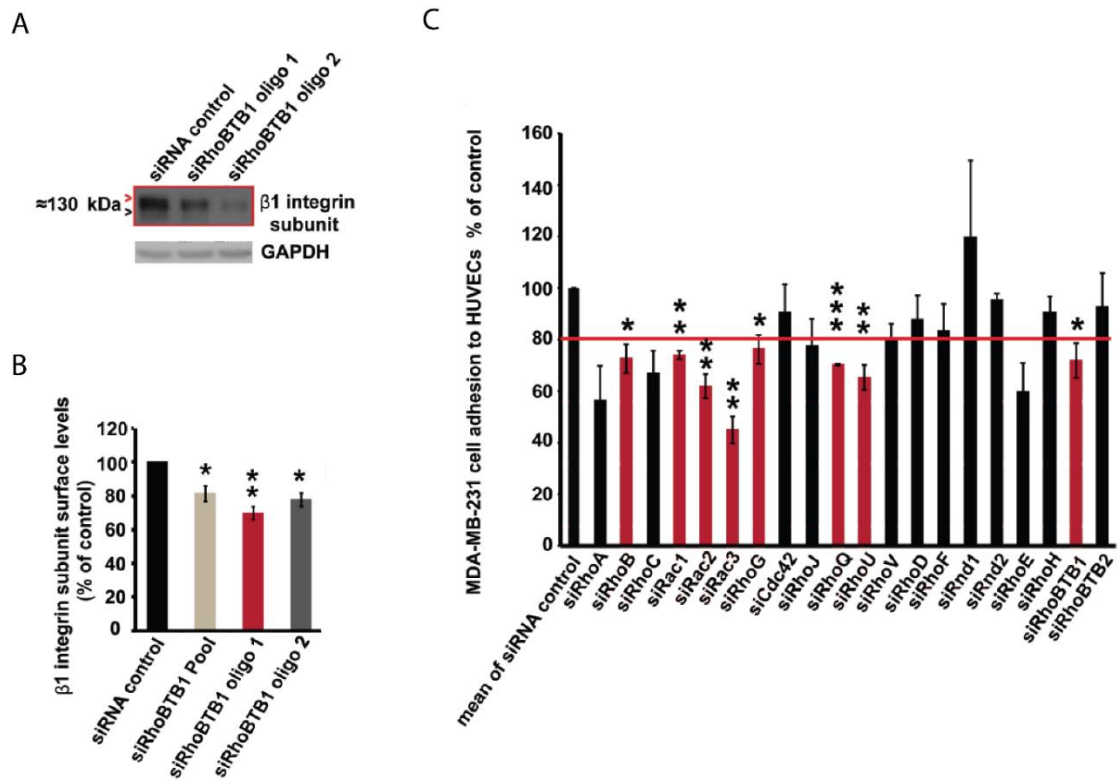 A
siRNA control
siRhoBTB1 oligo 1
siRhoBTB1 oligo 2
≈130 kDa
>
>
β1 integrin
subunit
GAPDH
B
β1 integrin subunit surface levels
(% of control)
120
100
80
60
40
20
0
*
**
*
siRNA control
siRhoBTB1 Pool
siRhoBTB1 oligo 1
siRhoBTB1 oligo 2
C
MDA-MB-231 cell adhesion to HUVECs % of control
160
140
120
100
80
60
40
20
0
*
**
**
**
*
***
**
*
mean of siRNA control
siRhoA
siRhoB
siRhoC
siRac1
siRac2
siRac3
siRhoG
siCdc42
siRhoJ
siRhoQ
siRhoU
siRhoV
siRhoD
siRhoF
siRnd1
siRnd2
siRhoE
siRhoH
siRhoBTB1
siRhoBTB2